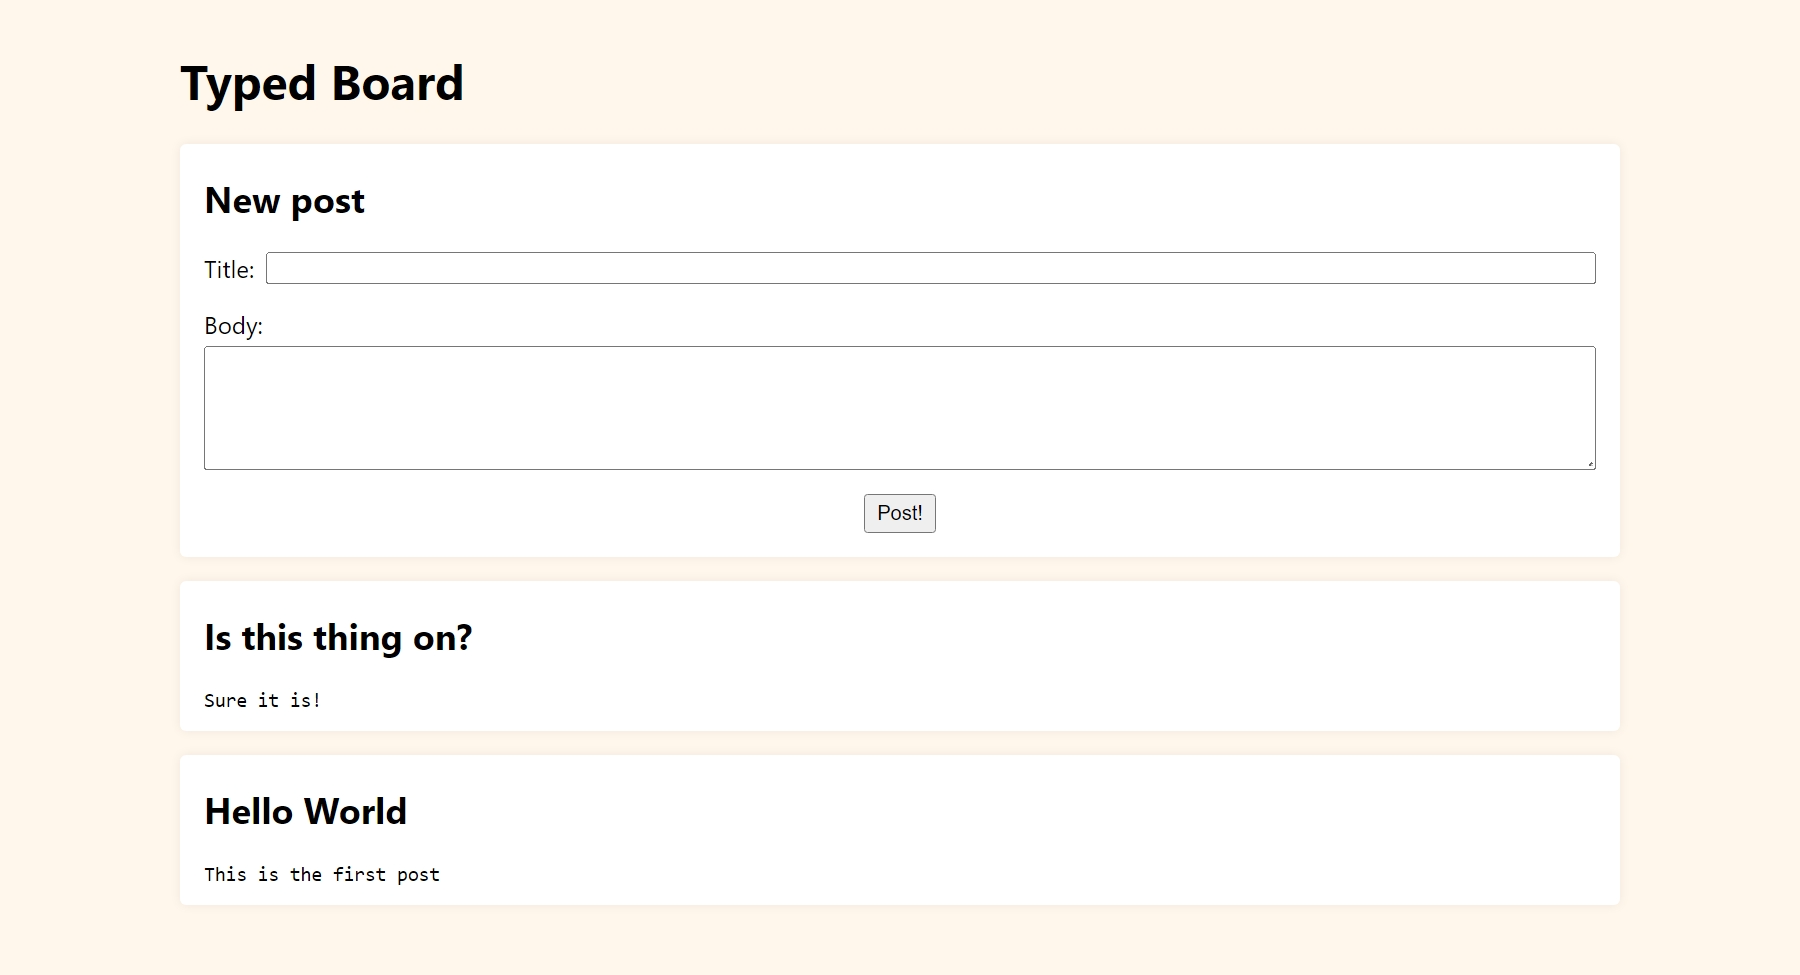 Typed Board
New post
Title:
Body:
Post!
Is this thing on?
Sure it is!
Hello World
This is the first post